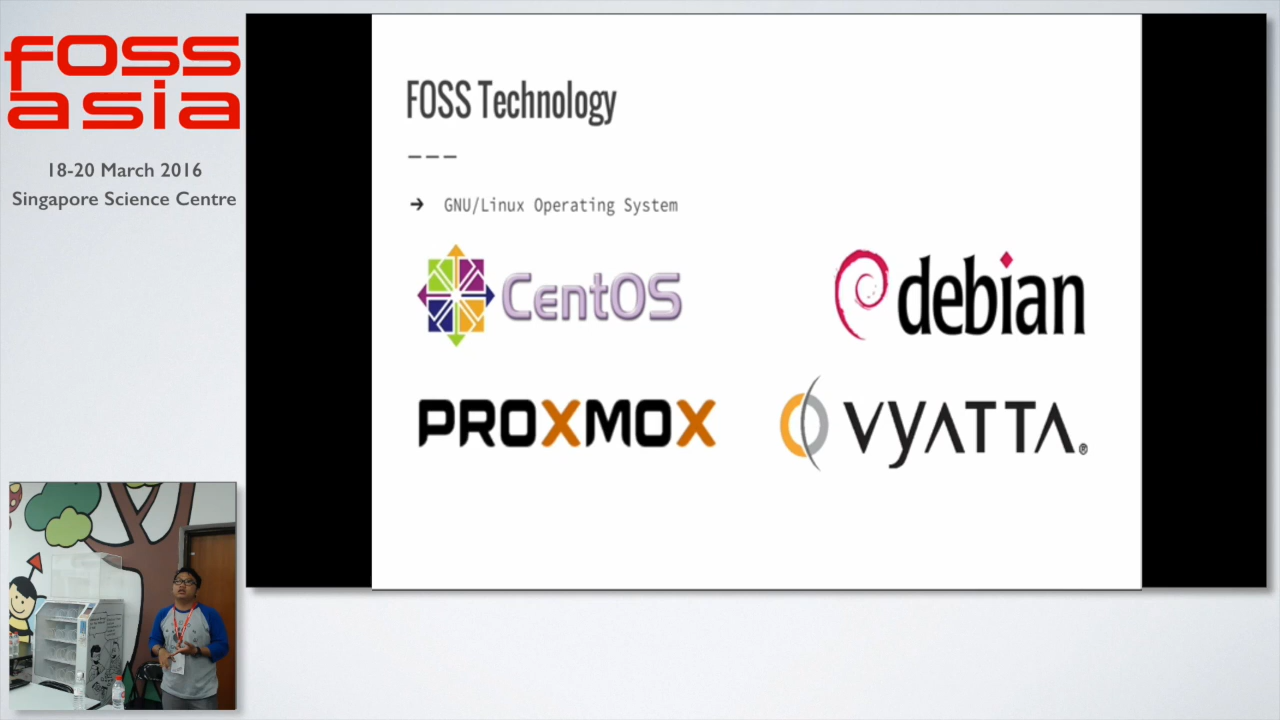 foss
asia
18-20 March 2016
Singapore Science Centre
FOSS Technology
---
➔ GNU/Linux Operating System
CentOS
debian
PROXMOX
VYATTA®